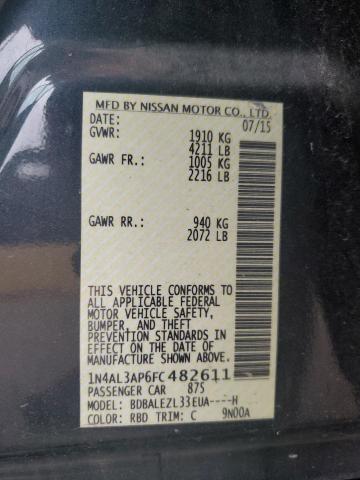 MFD BY NISSAN MOTOR CO., LTD.
DATE: 07/15
GVWR: 1910 KG
4211 LB
GAWR FR.: 1005 KG
2216 LB
GAWR RR.: 940 KG
2072 LB
THIS VEHICLE CONFORMS TO
ALL APPLICABLE FEDERAL
MOTOR VEHICLE SAFETY,
BUMPER, AND THEFT
PREVENTION STANDARDS IN
EFFECT ON THE DATE OF
MANUFACTURE SHOWN ABOVE.
1N4AL3AP6FC482611
PASSENGER CAR 875
MODEL: BDBALEZL33EUA----H
COLOR: RBD TRIM: C 9N00A